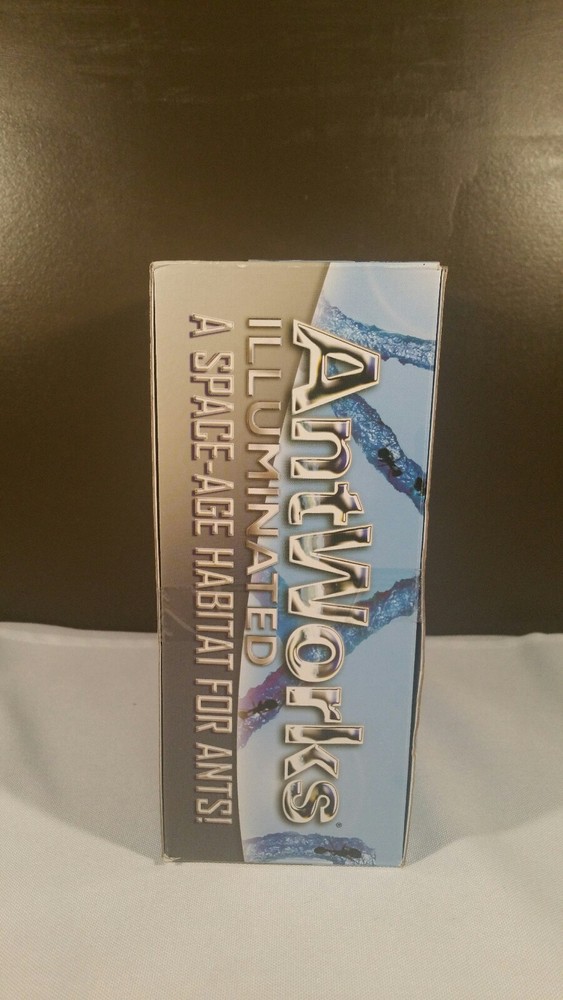 AntWorks®
ILLUMINATED
A SPACE-AGE HABITAT FOR ANTS!